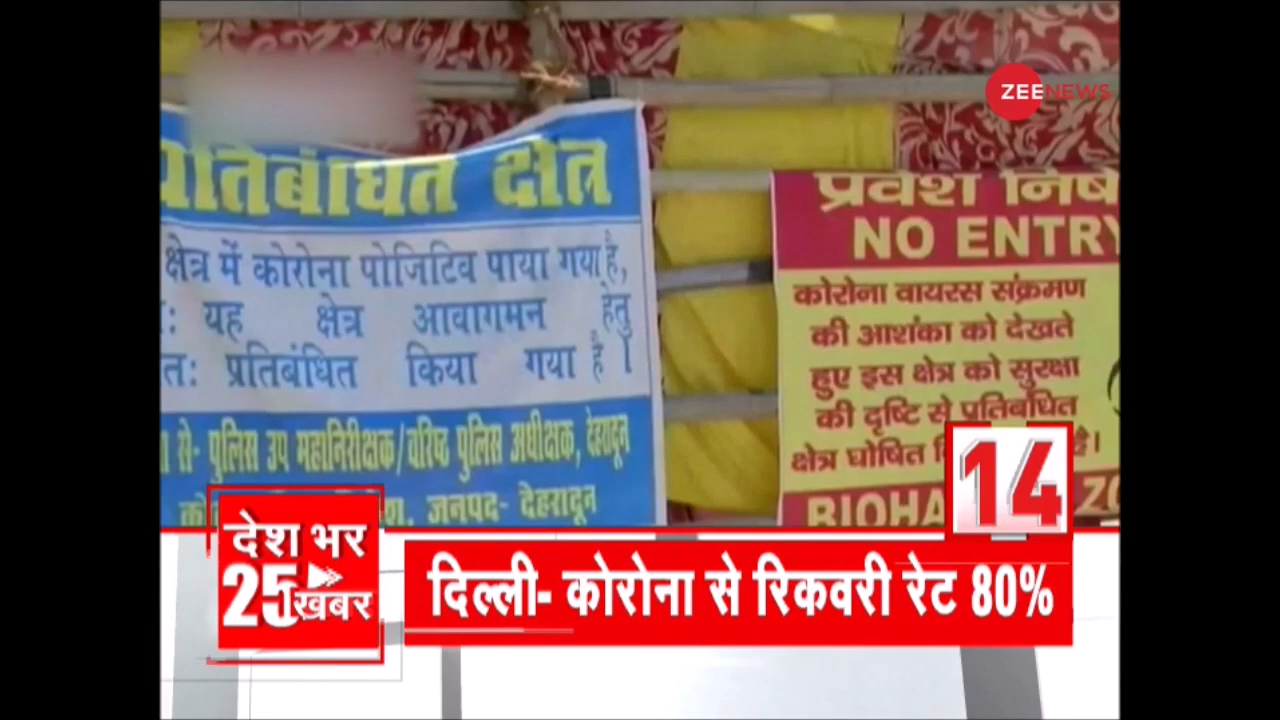 ZEE NEWS
प्रतिबंधित क्षेत्र
क्षेत्र में कोरोना पोजिटिव पाया गया है,
यह क्षेत्र आवागमन हेतु
प्रतिबंधित किया गया है ।
से- पुलिस उप महानिरीक्षक/वरिष्ठ पुलिस अधीक्षक, देहरादून
जनपद- देहरादून
प्रवेश
NO ENTRY
कोरोना वायरस संक्रमण
की आशंका को देखते
हुए इस क्षेत्र को सुरक्षा
की दृष्टि से प्रतिबंधित
क्षेत्र घोषित है।
14
देश भर
25 खबर
दिल्ली- कोरोना से रिकवरी रेट 80%